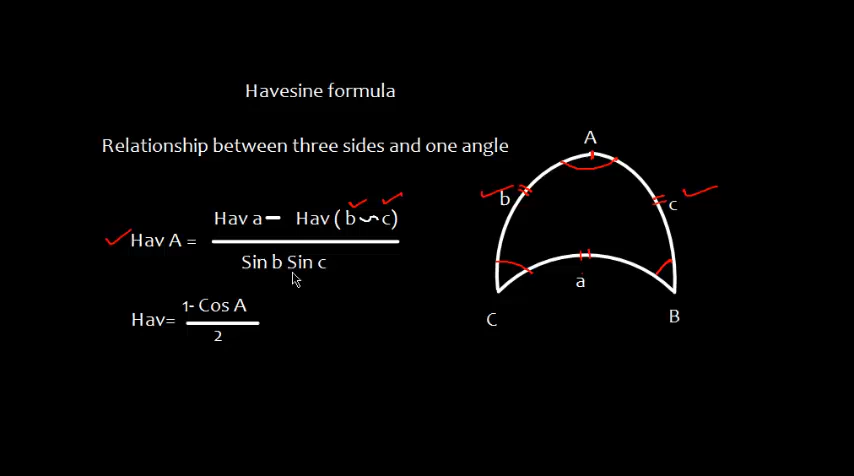 Havesine formula
Relationship between three sides and one angle
Hav A = Hav a - Hav ( b ~ c)
Sin b Sin c
Hav= 1- Cos A
2
A
b
c
a
C
B